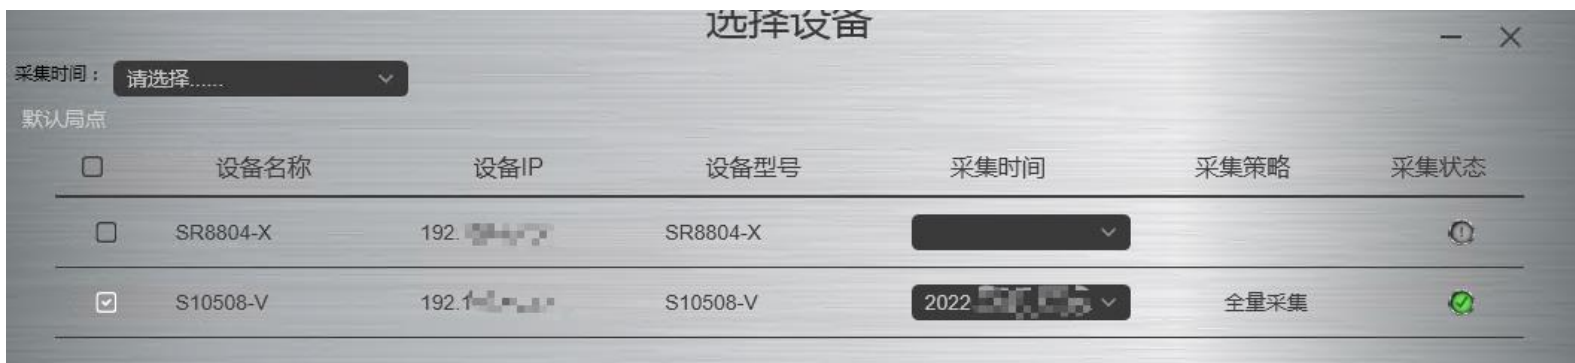 选择设备
采集时间： 请选择......
默认局点
设备名称 设备IP 设备型号 采集时间 采集策略 采集状态
SR8804-X 192. SR8804-X
S10508-V 192.1 S10508-V 2022 全量采集